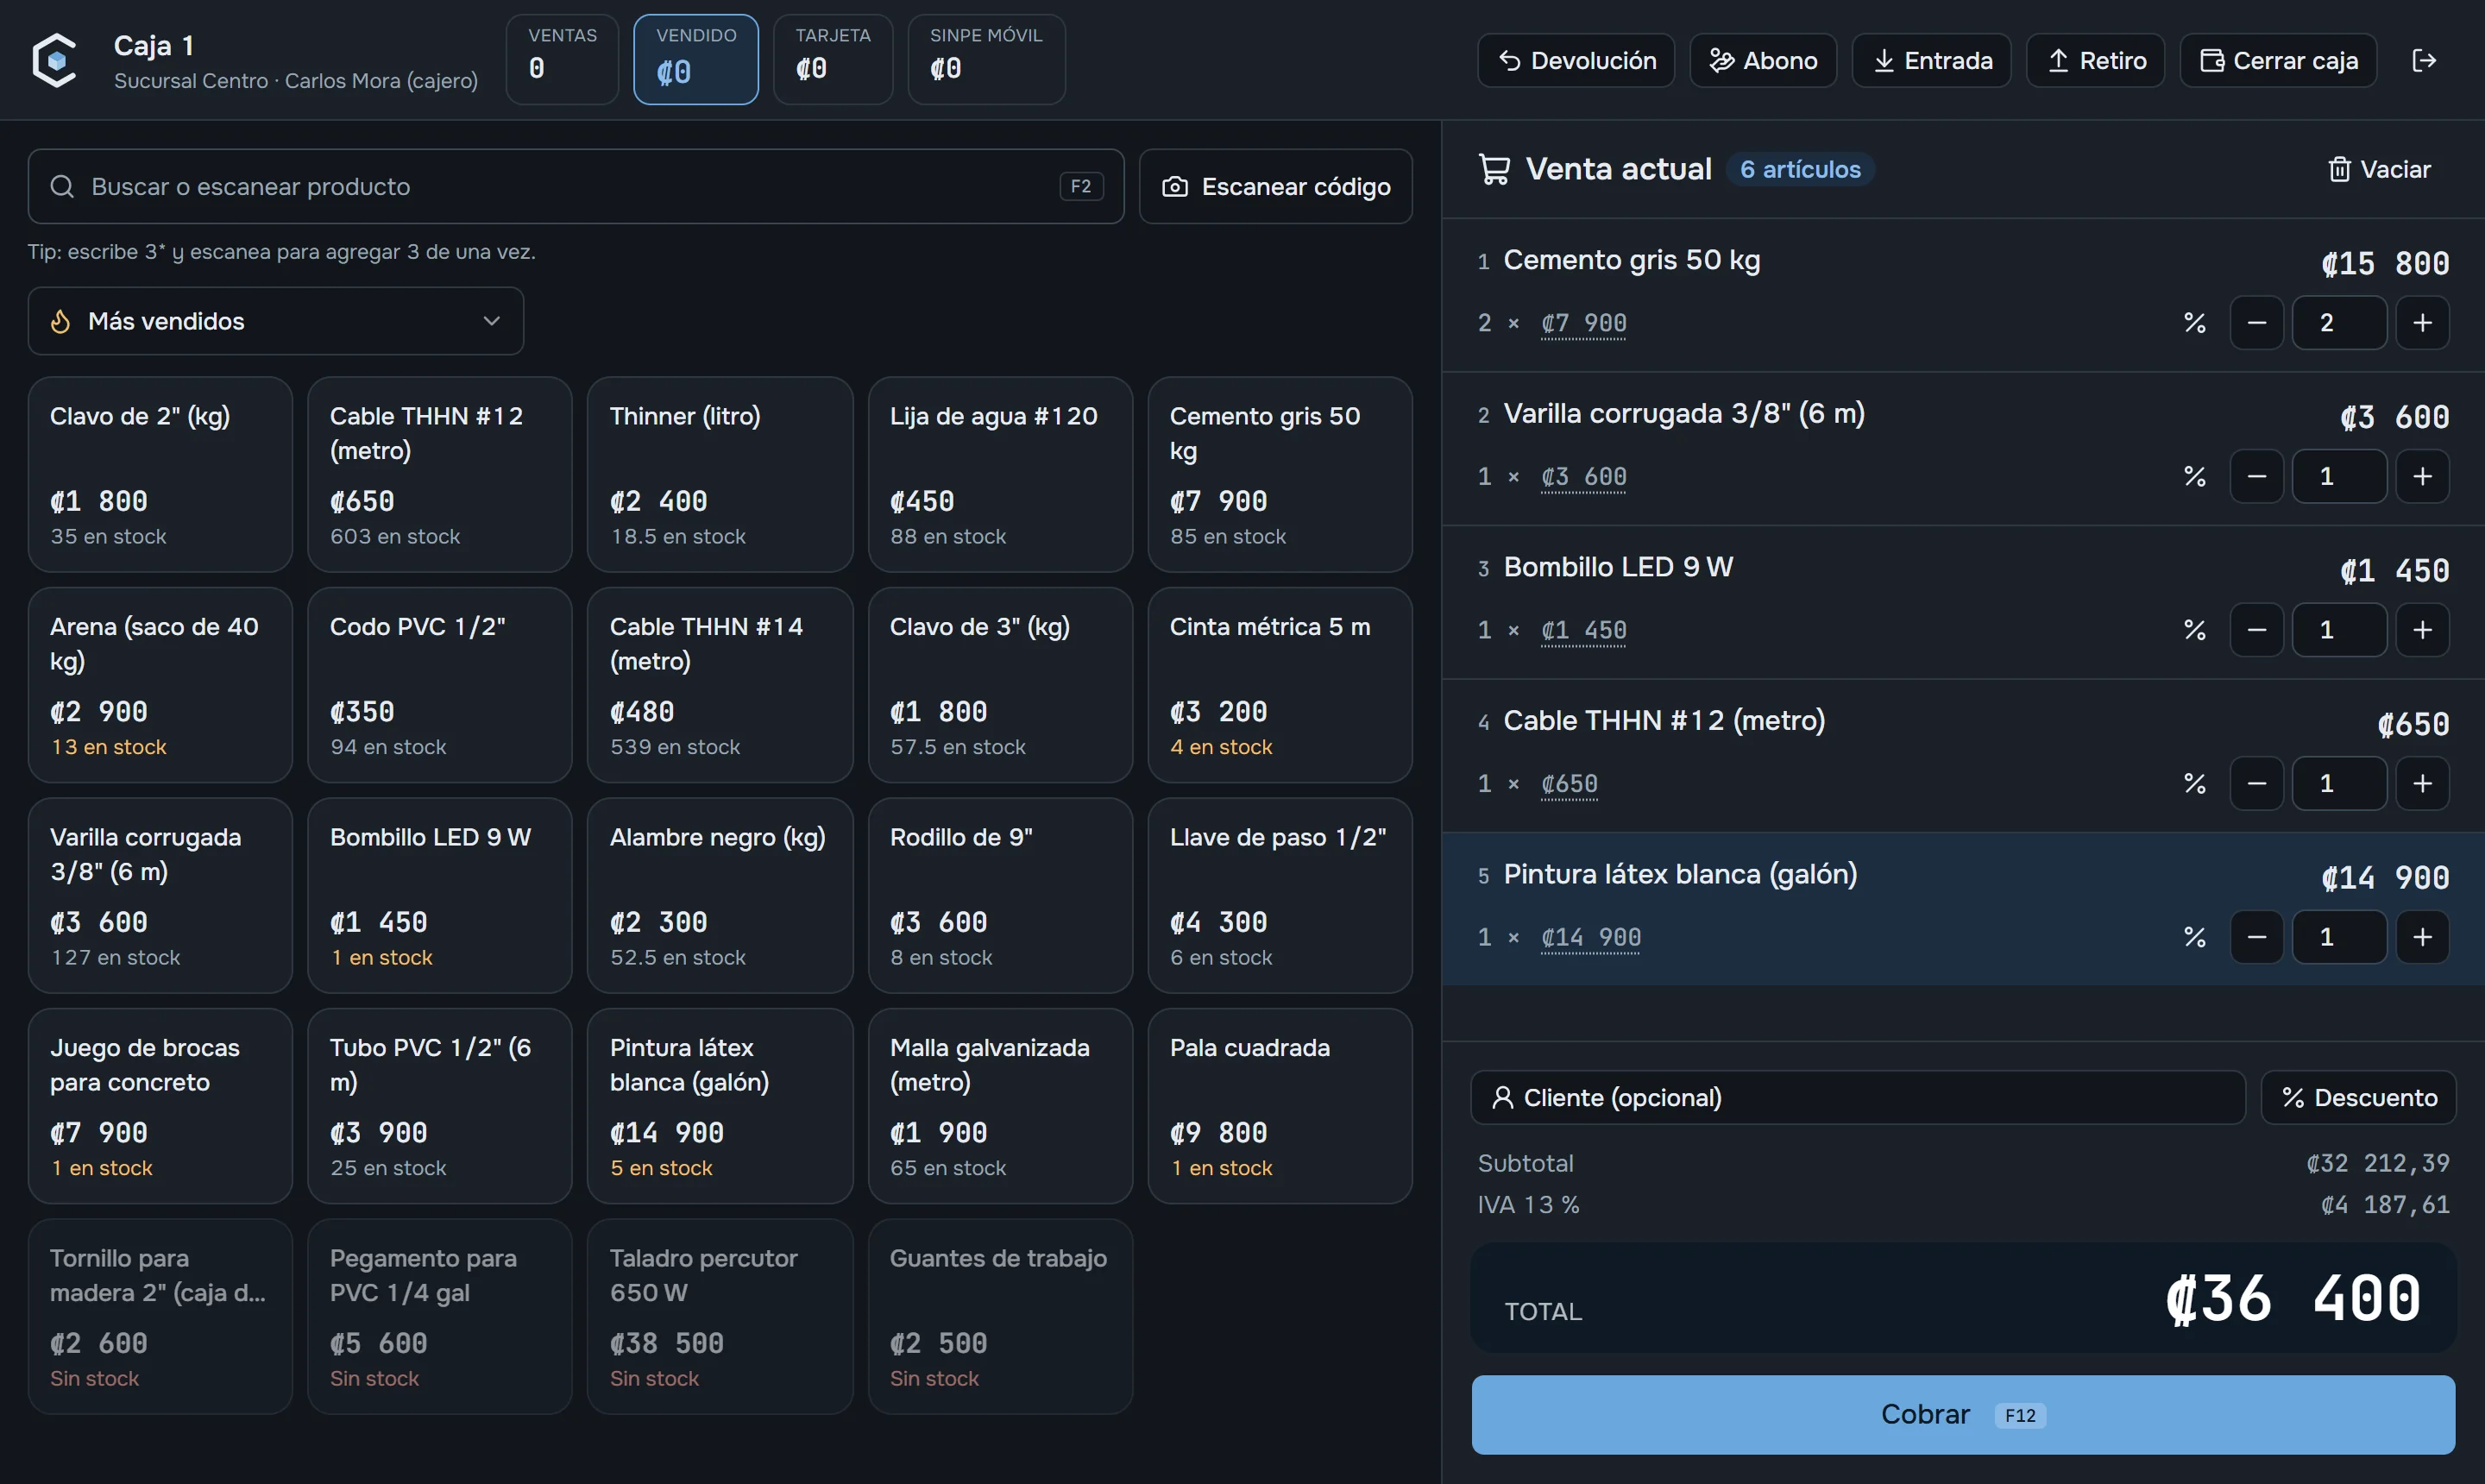 Caja 1
Sucursal Centro · Carlos Mora (cajero)
VENTAS
0
VENDIDO
₡0
TARJETA
₡0
SINPE MÓVIL
₡0
Devolución
Abono
Entrada
Retiro
Cerrar caja
Buscar o escanear producto
F2
Escanear código
Tip: escribe 3* y escanea para agregar 3 de una vez.
Más vendidos
Clavo de 2" (kg)
₡1 800
35 en stock
Cable THHN #12
(metro)
₡650
603 en stock
Thinner (litro)
₡2 400
18.5 en stock
Lija de agua #120
₡450
88 en stock
Cemento gris 50
kg
₡7 900
85 en stock
Arena (saco de 40
kg)
₡2 900
13 en stock
Codo PVC 1/2"
₡350
94 en stock
Cable THHN #14
(metro)
₡480
539 en stock
Clavo de 3" (kg)
₡1 800
57.5 en stock
Cinta métrica 5 m
₡3 200
4 en stock
Varilla corrugada
3/8" (6 m)
₡3 600
127 en stock
Bombillo LED 9 W
₡1 450
1 en stock
Alambre negro (kg)
₡2 300
52.5 en stock
Rodillo de 9"
₡3 600
8 en stock
Llave de paso 1/2"
₡4 300
6 en stock
Juego de brocas
para concreto
₡7 900
1 en stock
Tubo PVC 1/2" (6
m)
₡3 900
25 en stock
Pintura látex
blanca (galón)
₡14 900
5 en stock
Malla galvanizada
(metro)
₡1 900
65 en stock
Pala cuadrada
₡9 800
1 en stock
Tornillo para
madera 2" (caja d...
₡2 600
Sin stock
Pegamento para
PVC 1/4 gal
₡5 600
Sin stock
Taladro percutor
650 W
₡38 500
Sin stock
Guantes de trabajo
₡2 500
Sin stock
Venta actual
6 artículos
Vaciar
1 Cemento gris 50 kg
₡15 800
2 × ₡7 900
% − 2 +
2 Varilla corrugada 3/8" (6 m)
₡3 600
1 × ₡3 600
% − 1 +
3 Bombillo LED 9 W
₡1 450
1 × ₡1 450
% − 1 +
4 Cable THHN #12 (metro)
₡650
1 × ₡650
% − 1 +
5 Pintura látex blanca (galón)
₡14 900
1 × ₡14 900
% − 1 +
Cliente (opcional)
% Descuento
Subtotal ₡32 212,39
IVA 13 % ₡4 187,61
TOTAL ₡36 400
Cobrar F12